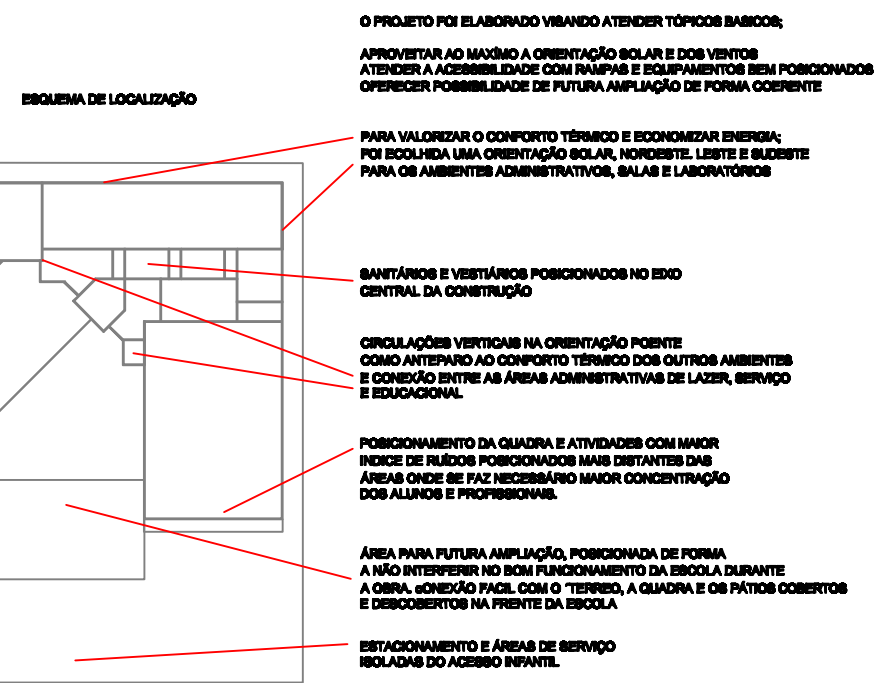 O PROJETO FOI ELABORADO VISANDO ATENDER TÓPICOS BASICOS;
APROVEITAR AO MAXÍMO A ORIENTAÇÃO SOLAR E DOS VENTOS
ATENDER A ACESSIBILIDADE COM RAMPAS E EQUIPAMENTOS BEM POSICIONADOS
OFERECER POSSIBILIDADE DE FUTURA AMPLIAÇÃO DE FORMA COERENTE
ESQUEMA DE LOCALIZAÇÃO
PARA VALORIZAR O CONFORTO TÉRMICO E ECONOMIZAR ENERGIA;
FOI ECOLHIDA UMA ORIENTAÇÃO SOLAR, NORDESTE. LESTE E SUDESTE
PARA OS AMBIENTES ADMINISTRATIVOS, SALAS E LABORATÓRIOS
SANITÁRIOS E VESTIÁRIOS POSICIONADOS NO EIXO
CENTRAL DA CONSTRUÇÃO
CIRCULAÇÕES VERTICAIS NA ORIENTAÇÃO POENTE
COMO ANTEPARO AO CONFORTO TÉRMICO DOS OUTROS AMBIENTES
E CONEXÃO ENTRE AS ÁREAS ADMINISTRATIVAS DE LAZER, SERVIÇO
E EDUCACIONAL
POSICIONAMENTO DA QUADRA E ATIVIDADES COM MAIOR
INDICE DE RUÍDOS POSICIONADOS MAIS DISTANTES DAS
ÁREAS ONDE SE FAZ NECESSÁRIO MAIOR CONCENTRAÇÃO
DOS ALUNOS E PROFISSIONAIS.
ÁREA PARA FUTURA AMPLIAÇÃO, POSICIONADA DE FORMA
A NÃO INTERFERIR NO BOM FUNCIONAMENTO DA ESCOLA DURANTE
A OBRA. cONEXÃO FACIL COM O ´TERREO, A QUADRA E OS PÁTIOS COBERTOS
E DESCOBERTOS NA FRENTE DA ESCOLA
ESTACIONAMENTO E ÁREAS DE SERVIÇO
ISOLADAS DO ACESSO INFANTIL